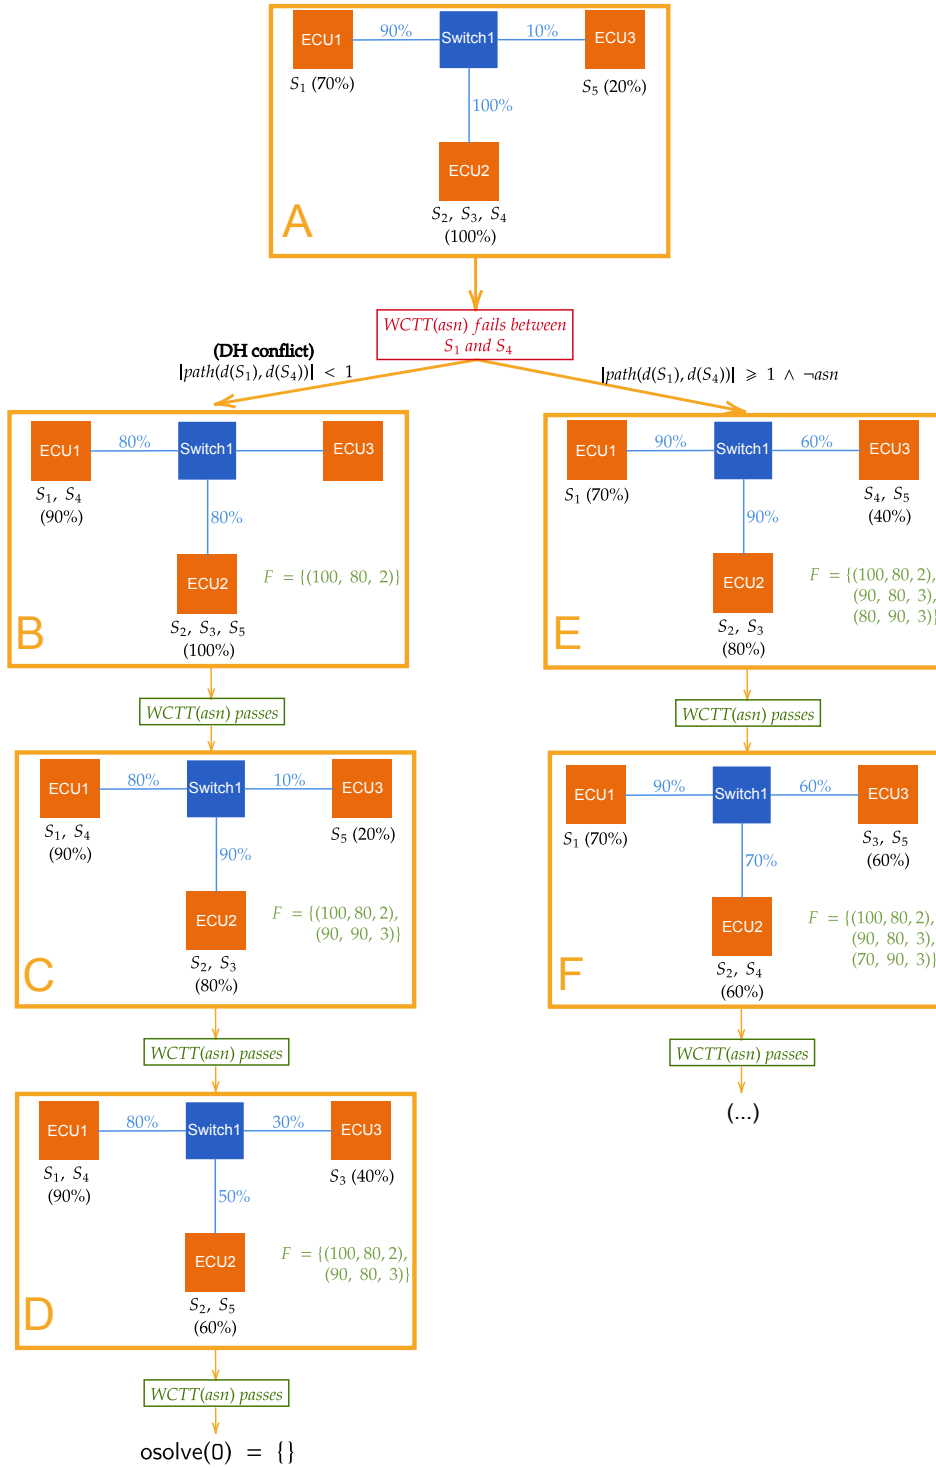 ECU1 90% Switch1 10% ECU3
S₁ (70%) S₅ (20%)
100%
ECU2
S₂, S₃, S₄
(100%)
A
WCTT(asn) fails between
S₁ and S₄
(DH conflict)
|path(d(S₁), d(S₄))| < 1
|path(d(S₁), d(S₄))| ⩾ 1 ∧ ¬asn
ECU1 80% Switch1 ECU3
S₁, S₄
(90%)
80%
ECU2
F = {(100, 80, 2)}
S₂, S₃, S₅
(100%)
B
WCTT(asn) passes
ECU1 80% Switch1 10% ECU3
S₁, S₄
(90%)
S₅ (20%)
90%
ECU2
F = {(100, 80, 2),
(90, 90, 3)}
S₂, S₃
(80%)
C
WCTT(asn) passes
ECU1 80% Switch1 30% ECU3
S₁, S₄
(90%)
S₃ (40%)
50%
ECU2
F = {(100, 80, 2),
(90, 80, 3)}
S₂, S₅
(60%)
D
WCTT(asn) passes
osolve(0) = {}
ECU1 90% Switch1 60% ECU3
S₁ (70%)
S₄, S₅
(40%)
90%
ECU2
F = {(100, 80, 2),
(90, 80, 3),
(80, 90, 3)}
S₂, S₃
(80%)
E
WCTT(asn) passes
ECU1 90% Switch1 60% ECU3
S₁ (70%)
S₃, S₅
(60%)
70%
ECU2
F = {(100, 80, 2),
(90, 80, 3),
(70, 90, 3)}
S₂, S₄
(60%)
F
WCTT(asn) passes
(...)